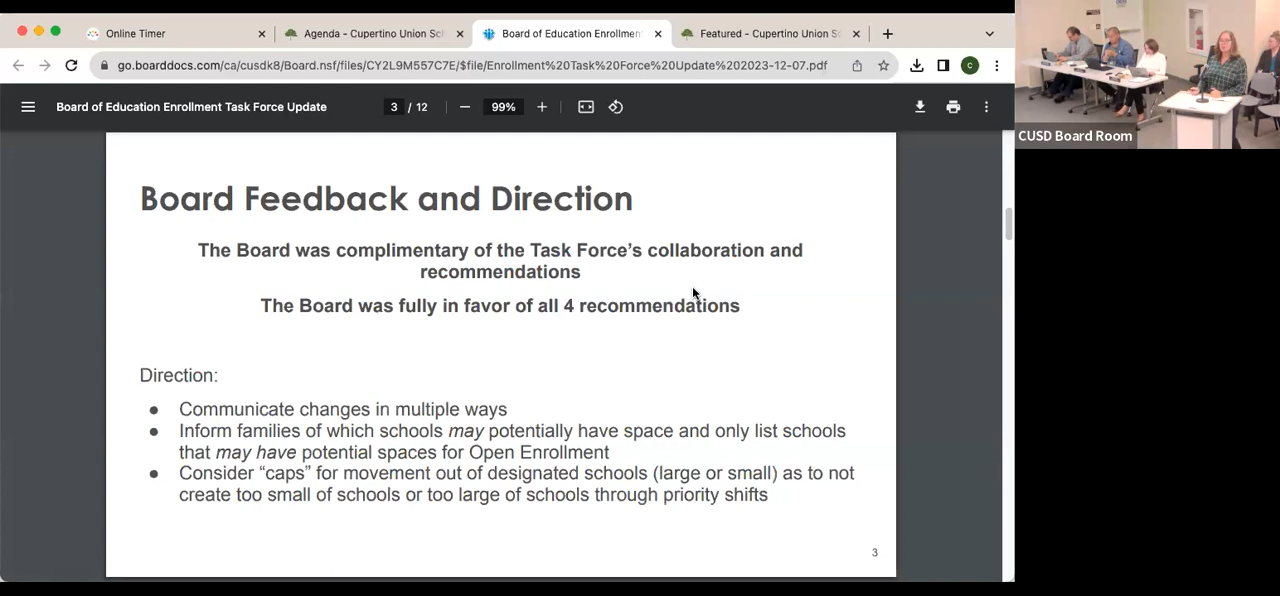 Online Timer
Agenda - Cupertino Union Sch
Board of Education Enrollmen
Featured - Cupertino Union Sc
go.boarddocs.com/ca/cusdk8/Board.nsf/files/CY2L9M57C7E/$file/Enrollment%20Task%20Force%20Update%202023-12-07.pdf
C
Board of Education Enrollment Task Force Update
3 / 12
99%
CUSD Board Room
Board Feedback and Direction
The Board was complimentary of the Task Force's collaboration and
recommendations
The Board was fully in favor of all 4 recommendations
Direction:
● Communicate changes in multiple ways
● Inform families of which schools may potentially have space and only list schools
that may have potential spaces for Open Enrollment
● Consider “caps” for movement out of designated schools (large or small) as to not
create too small of schools or too large of schools through priority shifts
3